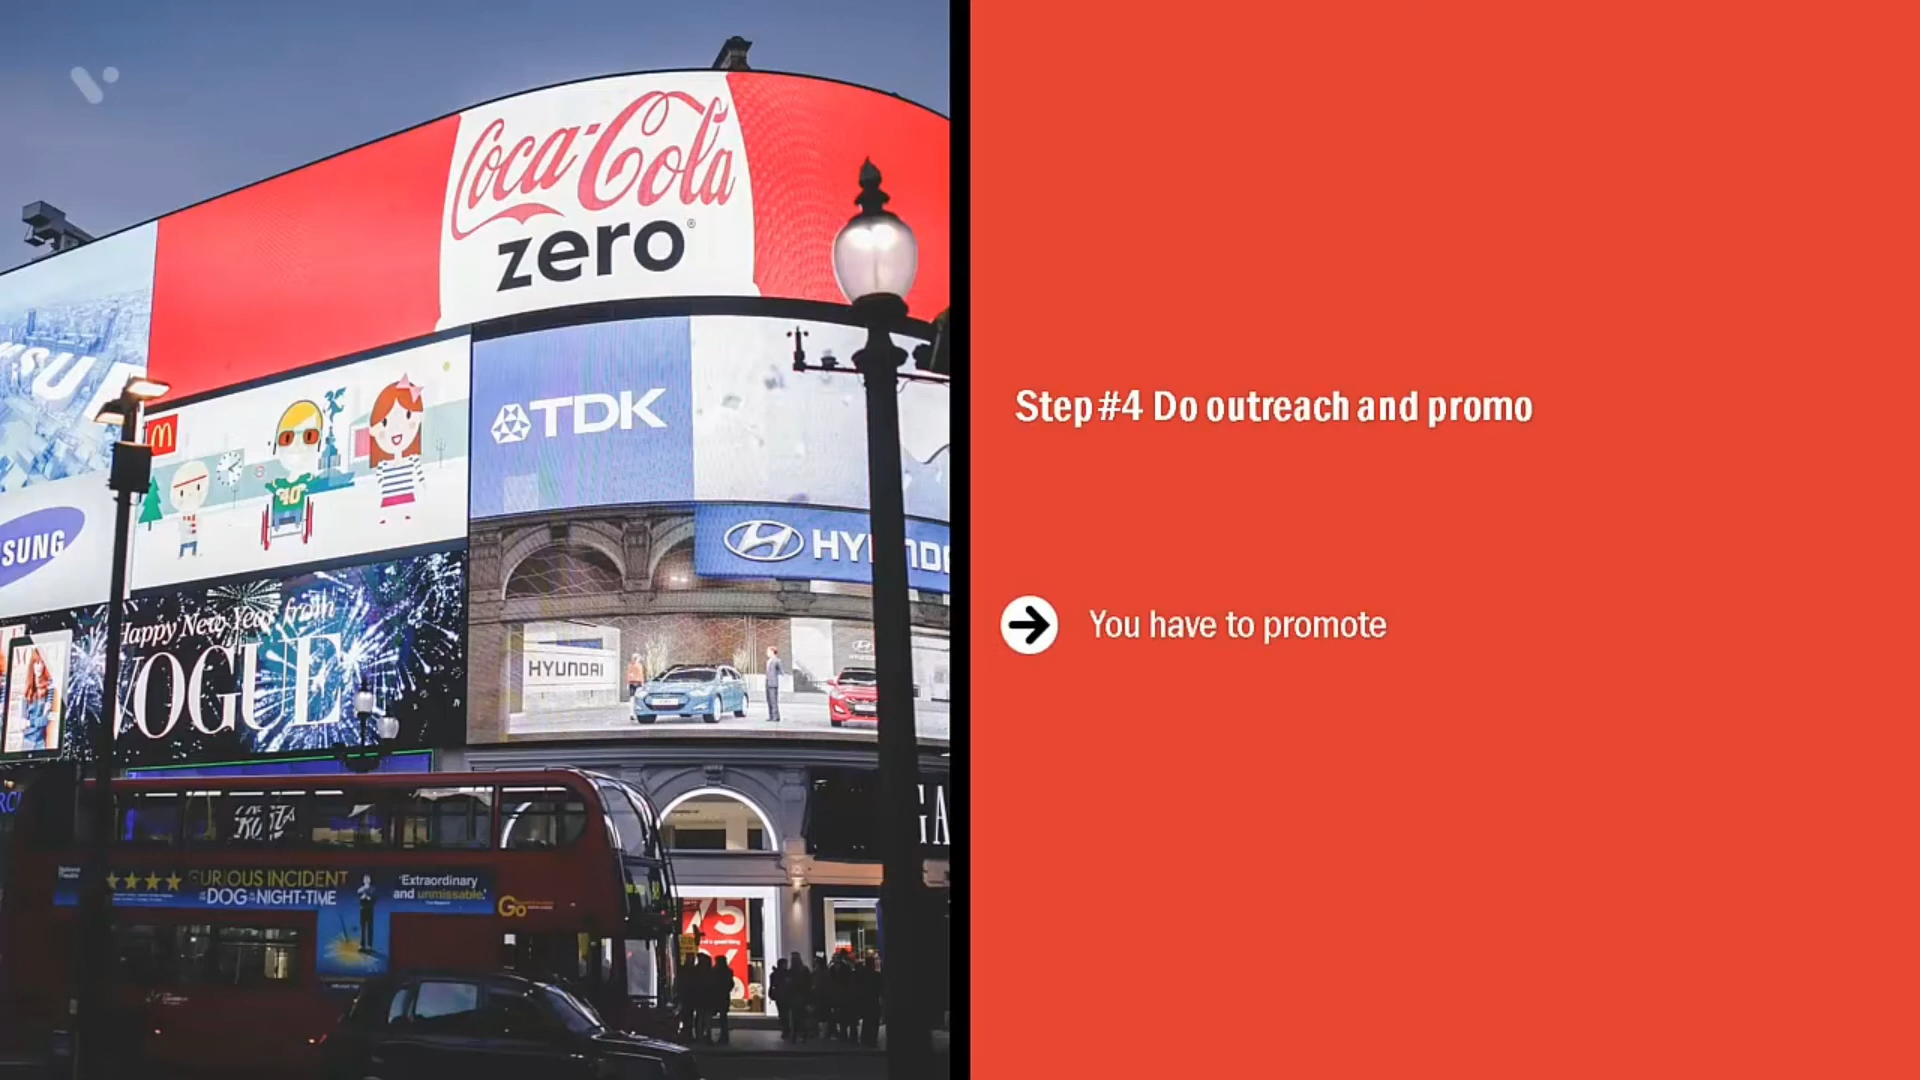 Coca-Cola
zero
TDK
SUNG
HYUNDAI
Happy New Year from
VOGUE
CURIOUS INCIDENT
DOG NIGHT-TIME
'Extraordinary
and unmissable.'
Go
Step #4 Do outreach and promo
You have to promote